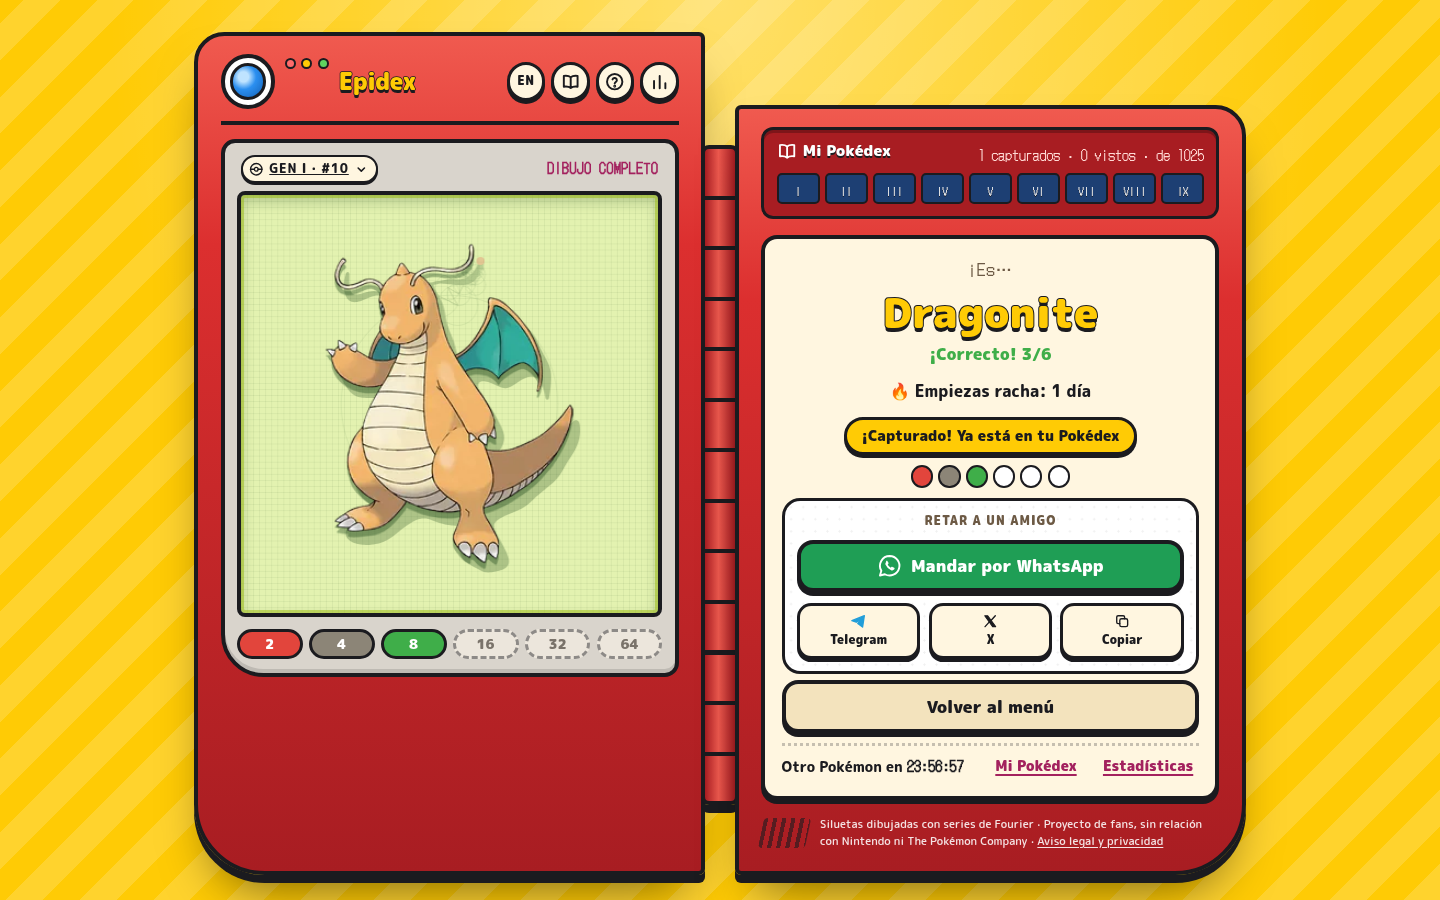 Epidex
EN
GEN I · #10
DIBUJO COMPLETO
2
4
8
16
32
64
Mi Pokédex
1 capturados · 0 vistos · de 1025
I
II
III
IV
V
VI
VII
VIII
IX
¡Es...
Dragonite
¡Correcto! 3/6
🔥 Empiezas racha: 1 día
¡Capturado! Ya está en tu Pokédex
RETAR A UN AMIGO
Mandar por WhatsApp
Telegram
X
Copiar
Volver al menú
Otro Pokémon en 23:56:57
Mi Pokédex
Estadísticas
Siluetas dibujadas con series de Fourier · Proyecto de fans, sin relación
con Nintendo ni The Pokémon Company · Aviso legal y privacidad